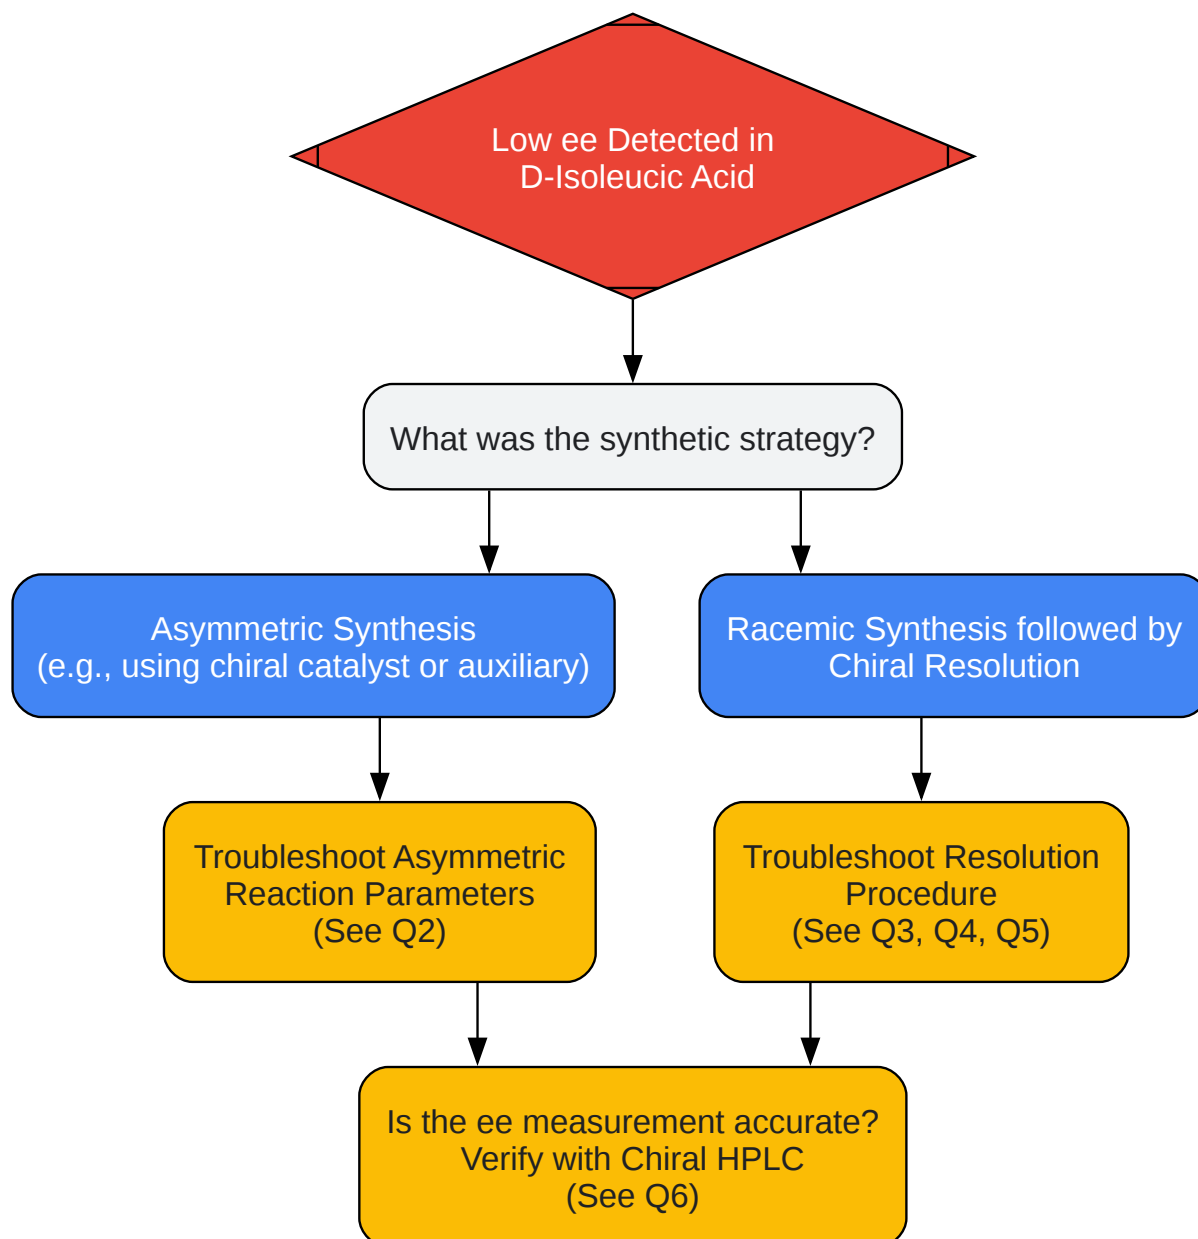 Low ee Detected in
D-Isoleucic Acid
What was the synthetic strategy?
Asymmetric Synthesis
(e.g., using chiral catalyst or auxiliary)
Racemic Synthesis followed by
Chiral Resolution
Troubleshoot Asymmetric
Reaction Parameters
(See Q2)
Troubleshoot Resolution
Procedure
(See Q3, Q4, Q5)
Is the ee measurement accurate?
Verify with Chiral HPLC
(See Q6)